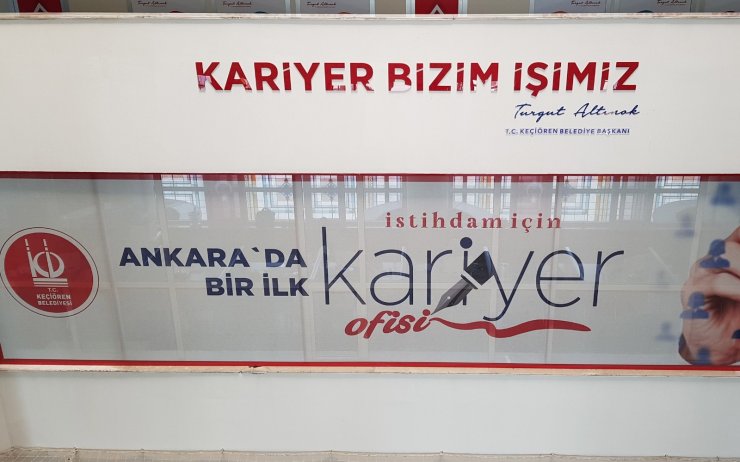 KARİYER BİZİM İŞİMİZ
Turgut Altınok
T.C. KEÇİÖREN BELEDİYE BAŞKANI
istihdam için
ANKARA`DA
BİR İLK
kariyer
ofisi
T.C.
KEÇİÖREN
BELEDİYESİ